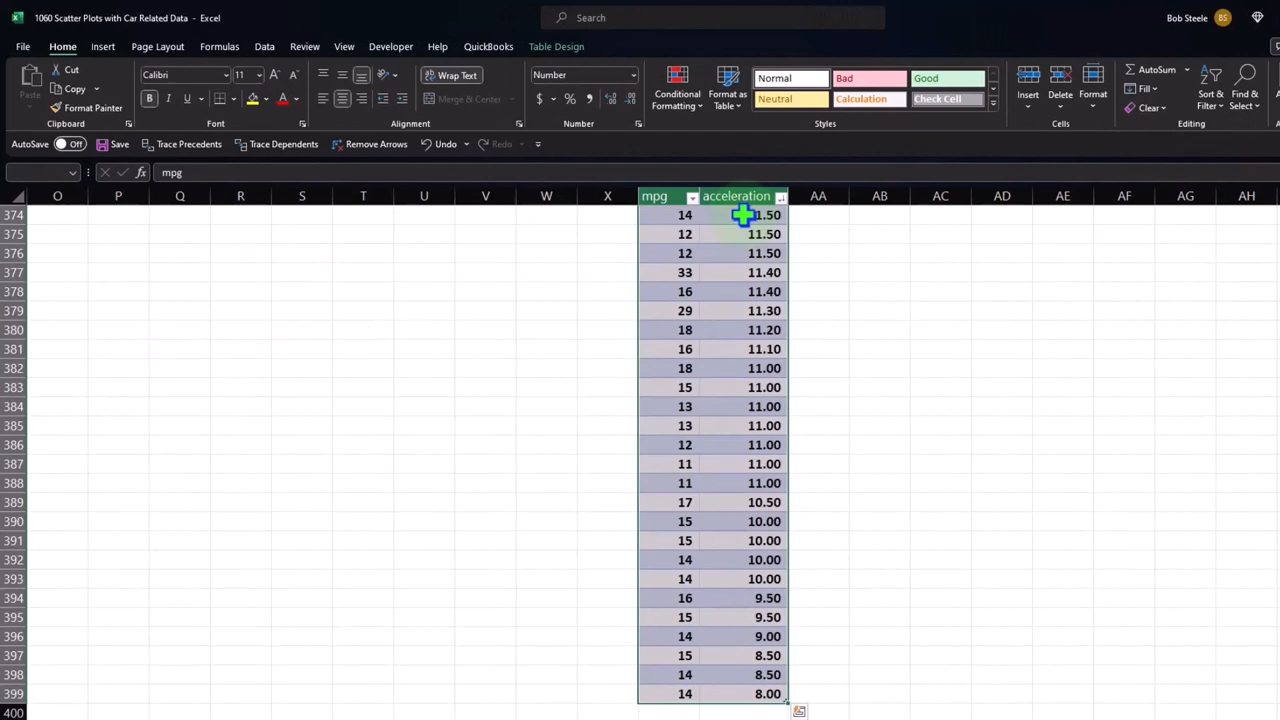 1060 Scatter Plots with Car Related Data - Excel
Search
Bob Steele BS
File Home Insert Page Layout Formulas Data Review View Developer Help QuickBooks Table Design
Paste
Cut
Copy
Format Painter
Clipboard
Calibri 11
B I U
Font
Wrap Text
Merge & Center
Alignment
Number
$ % ,
Number
Conditional Formatting
Format as Table
Normal Bad Good
Neutral Calculation Check Cell
Styles
Insert Delete Format
Cells
AutoSum
Fill
Clear
Sort & Filter
Find & Select
Editing
AutoSave Off Save Trace Precedents Trace Dependents Remove Arrows Undo Redo
fx mpg
O P Q R S T U V W X mpg acceleration AA AB AC AD AE AF AG AH
374 14 1.50
375 12 11.50
376 12 11.50
377 33 11.40
378 16 11.40
379 29 11.30
380 18 11.20
381 16 11.10
382 18 11.00
383 15 11.00
384 13 11.00
385 13 11.00
386 12 11.00
387 11 11.00
388 11 11.00
389 17 10.50
390 15 10.00
391 15 10.00
392 14 10.00
393 14 10.00
394 16 9.50
395 15 9.50
396 14 9.00
397 15 8.50
398 14 8.50
399 14 8.00
400